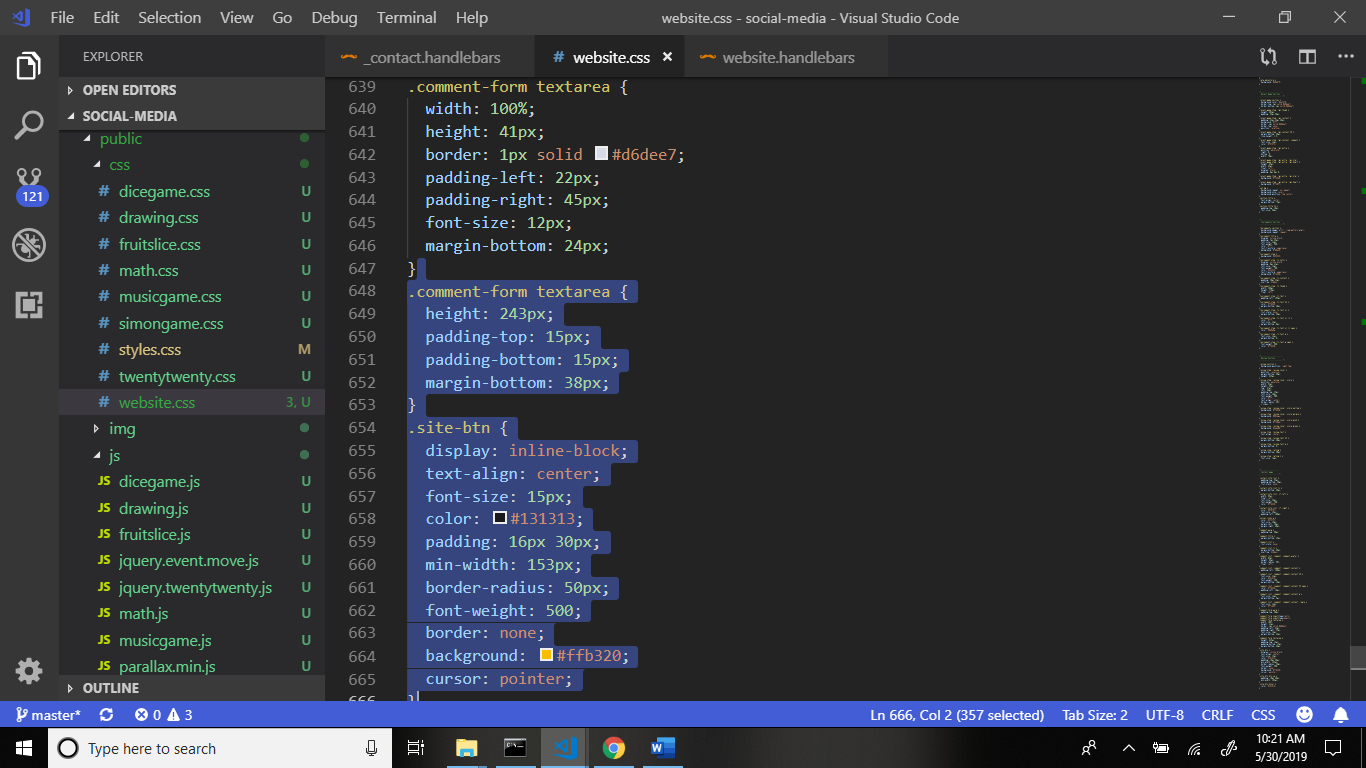 File Edit Selection View Go Debug Terminal Help website.css - social-media - Visual Studio Code
EXPLORER
_contact.handlebars
website.css
website.handlebars
OPEN EDITORS
SOCIAL-MEDIA
public
css
dicegame.css U
drawing.css U
fruitslice.css U
math.css U
musicgame.css U
simongame.css U
styles.css M
twentytwenty.css U
website.css 3, U
img
js
dicegame.js U
drawing.js U
fruitslice.js U
jquery.event.move.js U
jquery.twentytwenty.js U
math.js U
musicgame.js U
parallax.min.js U
OUTLINE
121
639 .comment-form textarea {
640 width: 100%;
641 height: 41px;
642 border: 1px solid #d6dee7;
643 padding-left: 22px;
644 padding-right: 45px;
645 font-size: 12px;
646 margin-bottom: 24px;
647 }
648 .comment-form textarea {
649 height: 243px;
650 padding-top: 15px;
651 padding-bottom: 15px;
652 margin-bottom: 38px;
653 }
654 .site-btn {
655 display: inline-block;
656 text-align: center;
657 font-size: 15px;
658 color: #131313;
659 padding: 16px 30px;
660 min-width: 153px;
661 border-radius: 50px;
662 font-weight: 500;
663 border: none;
664 background: #ffb320;
665 cursor: pointer;
666 }
master* 0 3 Ln 666, Col 2 (357 selected) Tab Size: 2 UTF-8 CRLF CSS
Type here to search
10:21 AM
5/30/2019